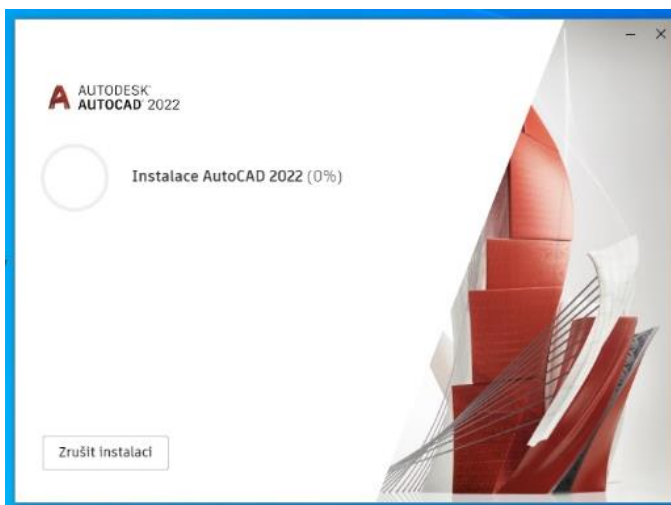 AUTODESK®
AUTOCAD® 2022
Instalace AutoCAD 2022 (0%)
Zrušit instalaci